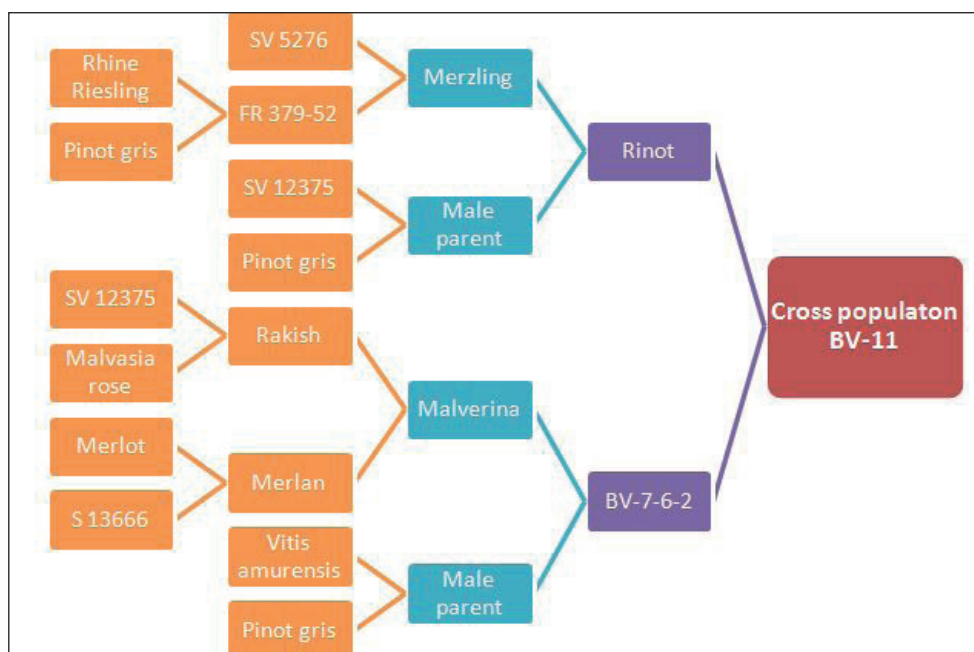 SV 5276
Rhine
Riesling
Merzling
FR 379-52
Pinot gris
Rinot
SV 12375
Male
parent
Pinot gris
SV 12375
Cross populaton
BV-11
Rakish
Malvasia
rose
Malverina
Merlot
Merlan
BV-7-6-2
S 13666
Vitis
amurensis
Male
parent
Pinot gris